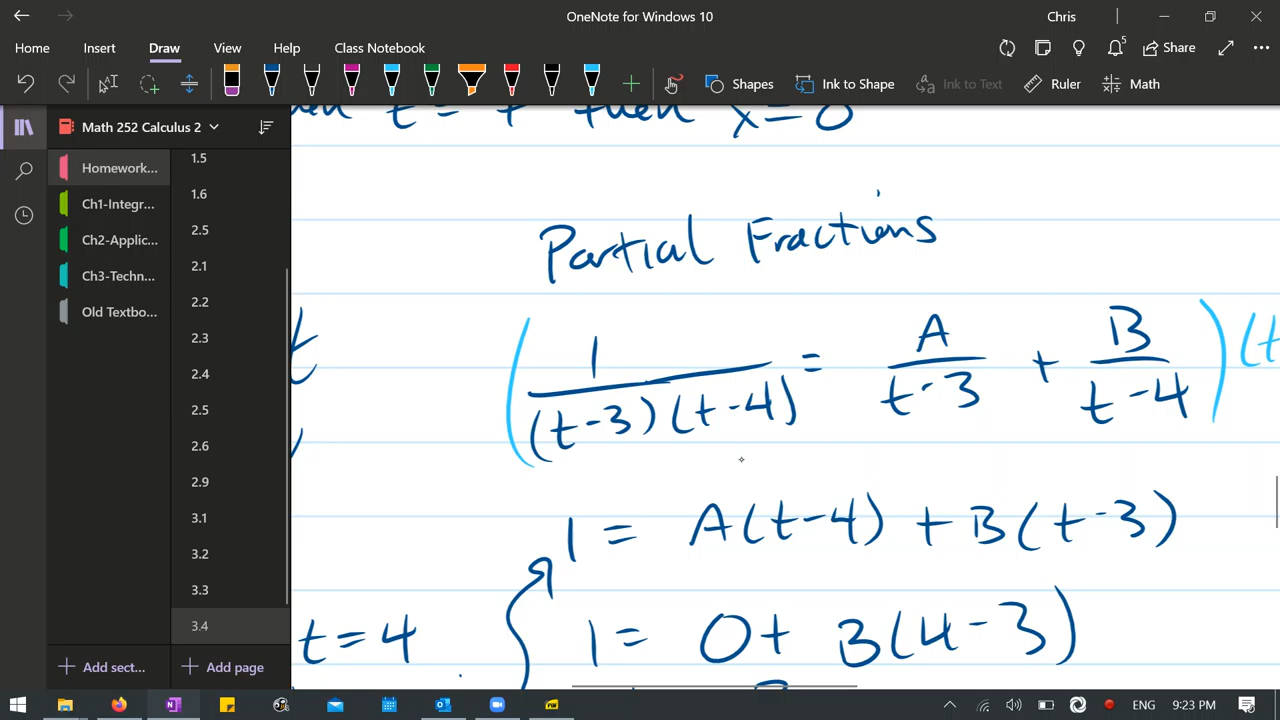 OneNote for Windows 10
Chris
Home Insert Draw View Help Class Notebook
5
Share
Shapes
Ink to Shape
Ink to Text
Ruler
Math
Math 252 Calculus 2
Homework...
Ch1-Integr...
Ch2-Applic...
Ch3-Techn...
Old Textbo...
1.5
1.6
2.5
2.1
2.2
2.3
2.4
2.5
2.6
2.9
3.1
3.2
3.3
3.4
Add sect...
Add page
t = then x=0
Partial Fractions
( 1/((t-3)(t-4)) = A/(t-3) + B/(t-4) ) (t
t
1 = A(t-4) + B(t-3)
t=4
1 = 0 + B(4-3)
ENG
9:23 PM